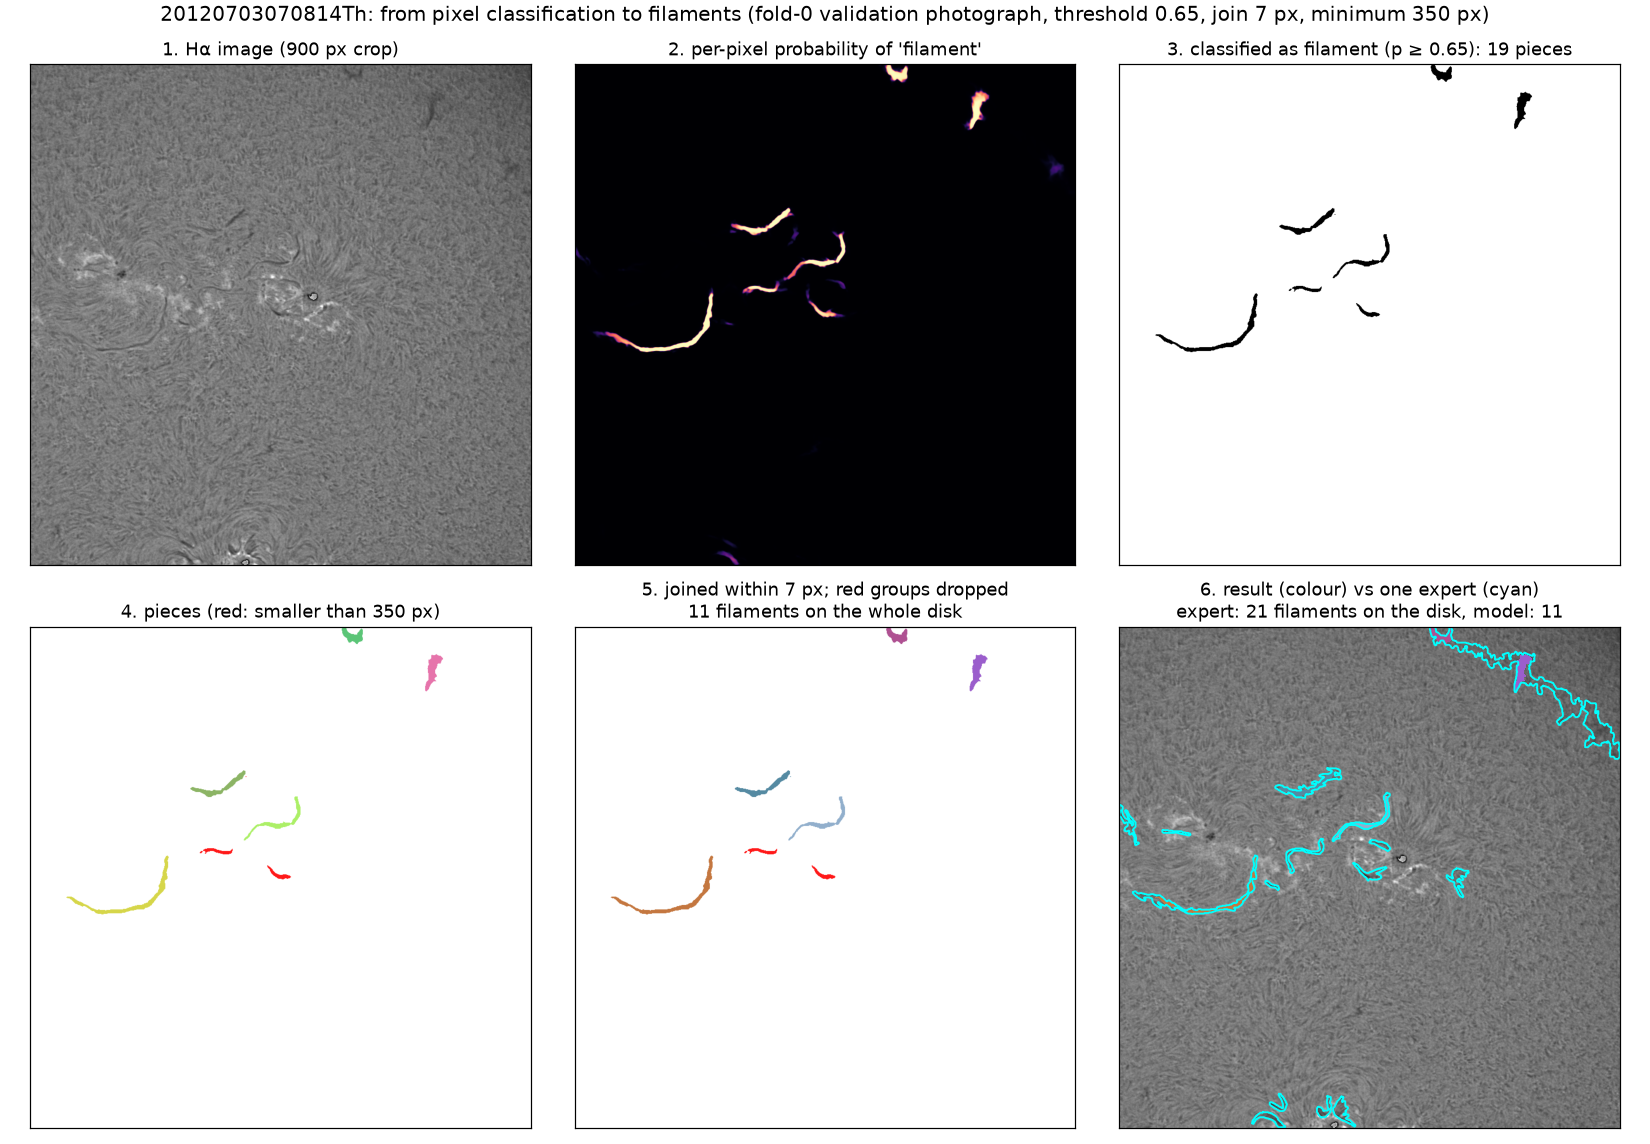 20120703070814Th: from pixel classification to filaments (fold-0 validation photograph, threshold 0.65, join 7 px, minimum 350 px)
1. Hα image (900 px crop)
2. per-pixel probability of 'filament'
3. classified as filament (p ≥ 0.65): 19 pieces
4. pieces (red: smaller than 350 px)
5. joined within 7 px; red groups dropped
11 filaments on the whole disk
6. result (colour) vs one expert (cyan)
expert: 21 filaments on the disk, model: 11